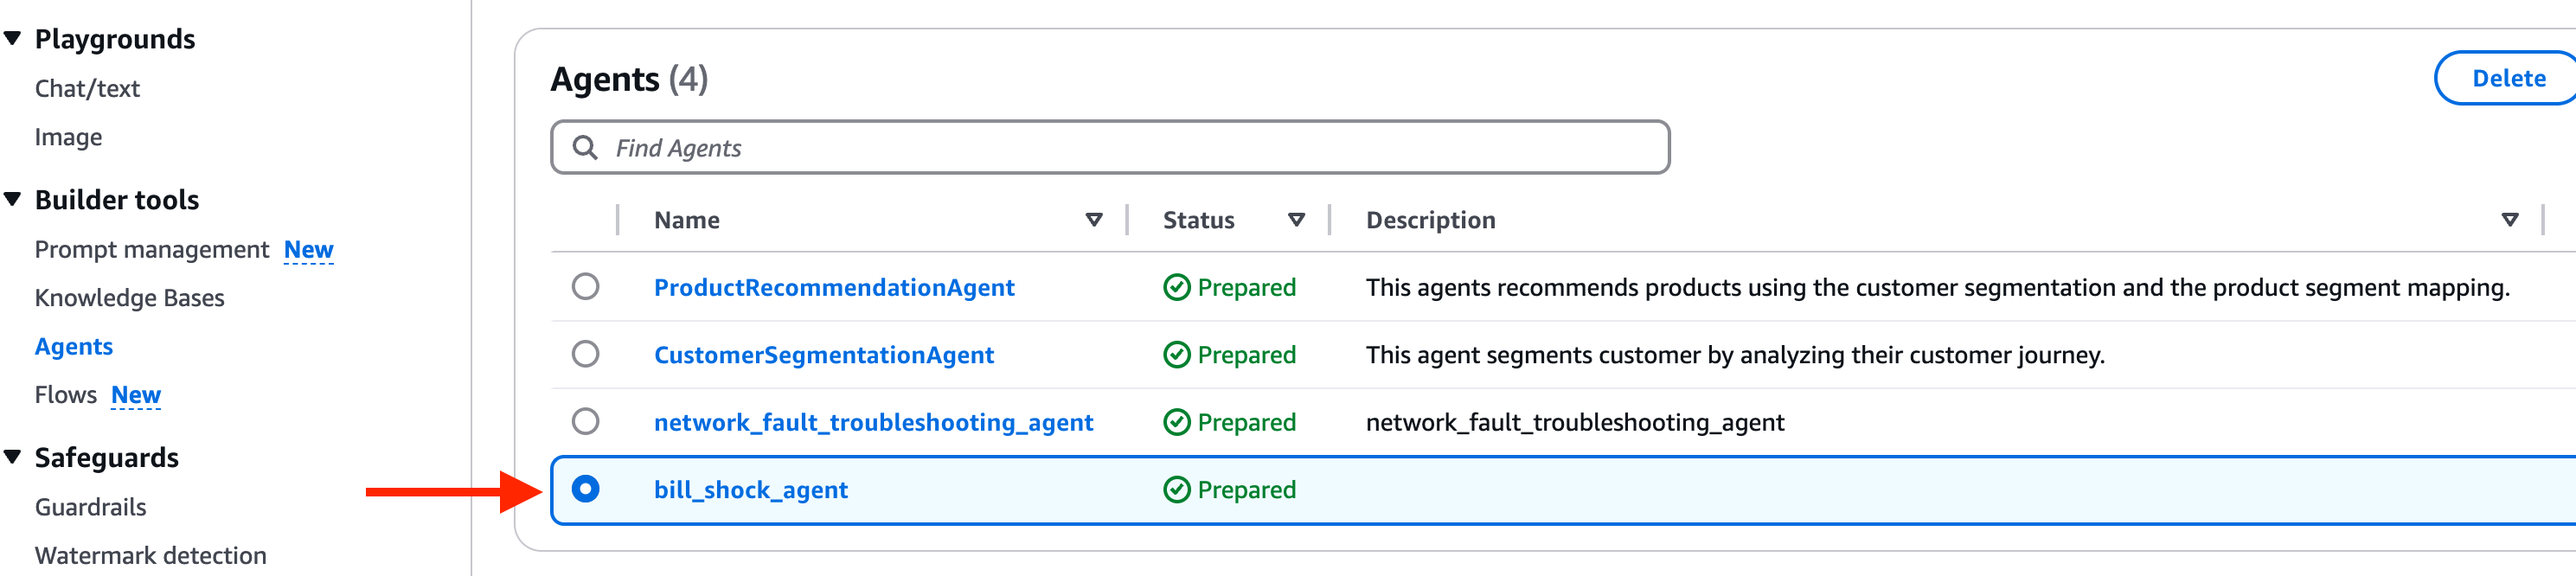 Playgrounds
Chat/text
Image
Builder tools
Prompt management New
Knowledge Bases
Agents
Flows New
Safeguards
Guardrails
Watermark detection
Agents (4)
Delete
Find Agents
Name Status Description
ProductRecommendationAgent Prepared This agents recommends products using the customer segmentation and the product segment mapping.
CustomerSegmentationAgent Prepared This agent segments customer by analyzing their customer journey.
network_fault_troubleshooting_agent Prepared network_fault_troubleshooting_agent
bill_shock_agent Prepared